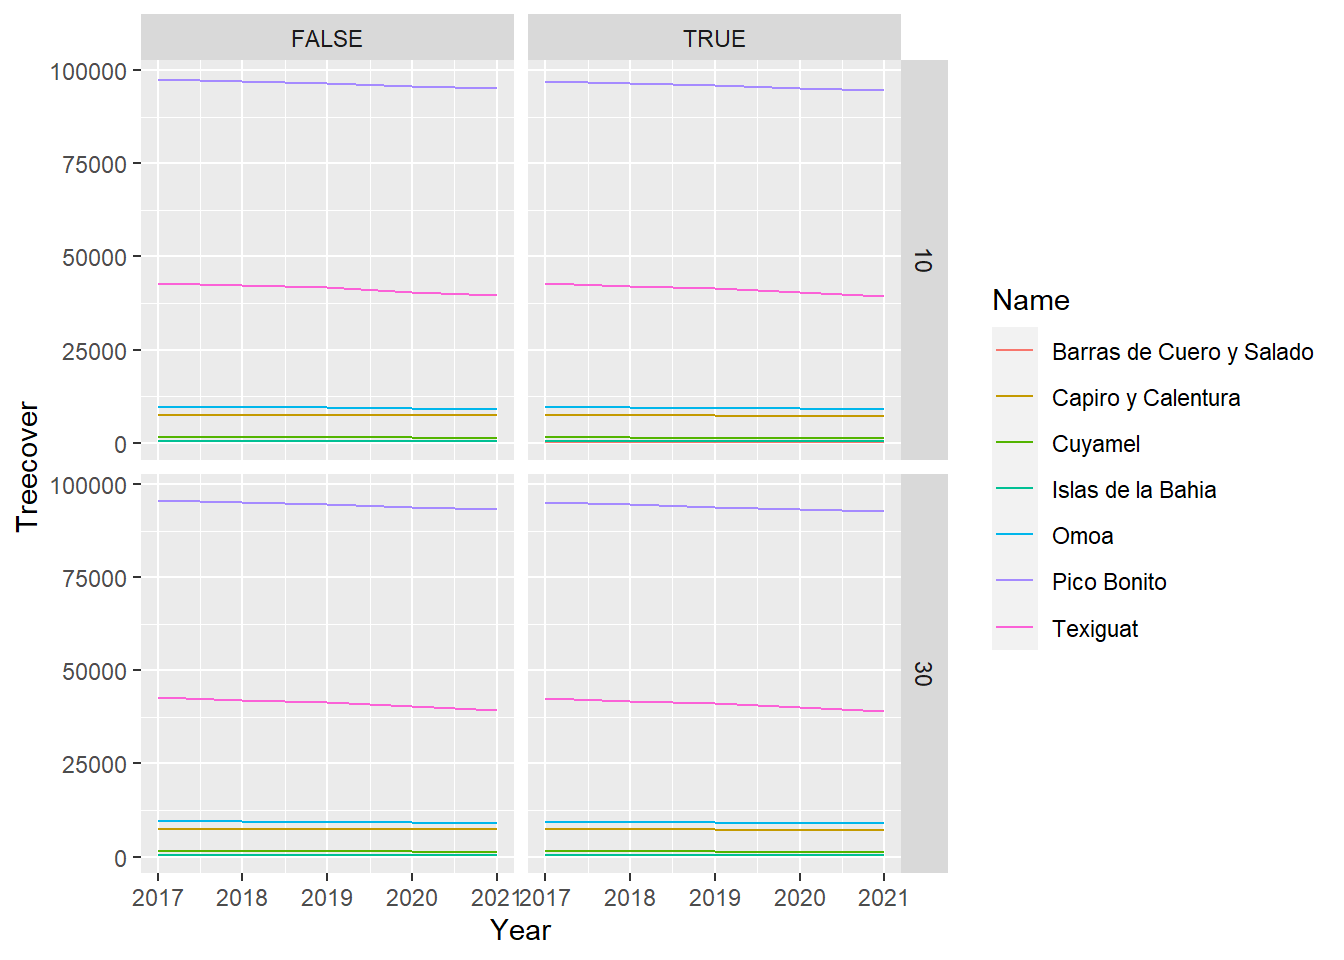 FALSE
TRUE
100000
75000
50000
25000
0
10
100000
75000
50000
25000
0
30
Treecover
2017 2018 2019 2020 2021
2017 2018 2019 2020 2021
Year
Name
Barras de Cuero y Salado
Capiro y Calentura
Cuyamel
Islas de la Bahia
Omoa
Pico Bonito
Texiguat